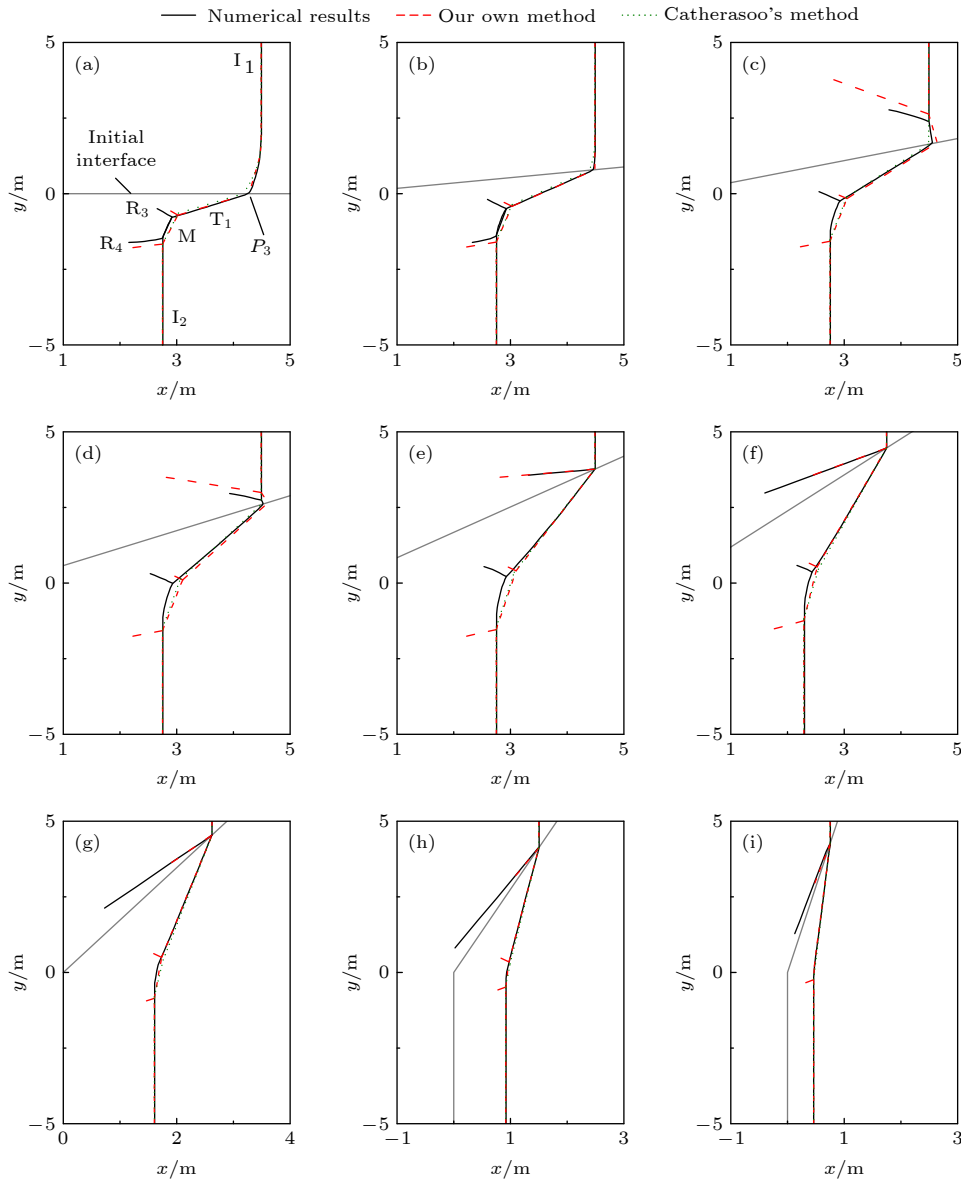 Numerical results Our own method Catherasoo's method
(a) I1
Initial
interface
R3
T1
M
R4
P3
I2
5
0
−5
1 3 5
y/m
x/m
(b)
5
0
−5
1 3 5
y/m
x/m
(c)
5
0
−5
1 3 5
y/m
x/m
(d)
5
0
−5
1 3 5
y/m
x/m
(e)
5
0
−5
1 3 5
y/m
x/m
(f)
5
0
−5
1 3 5
y/m
x/m
(g)
5
0
−5
0 2 4
y/m
x/m
(h)
5
0
−5
−1 1 3
y/m
x/m
(i)
5
0
−5
−1 1 3
y/m
x/m